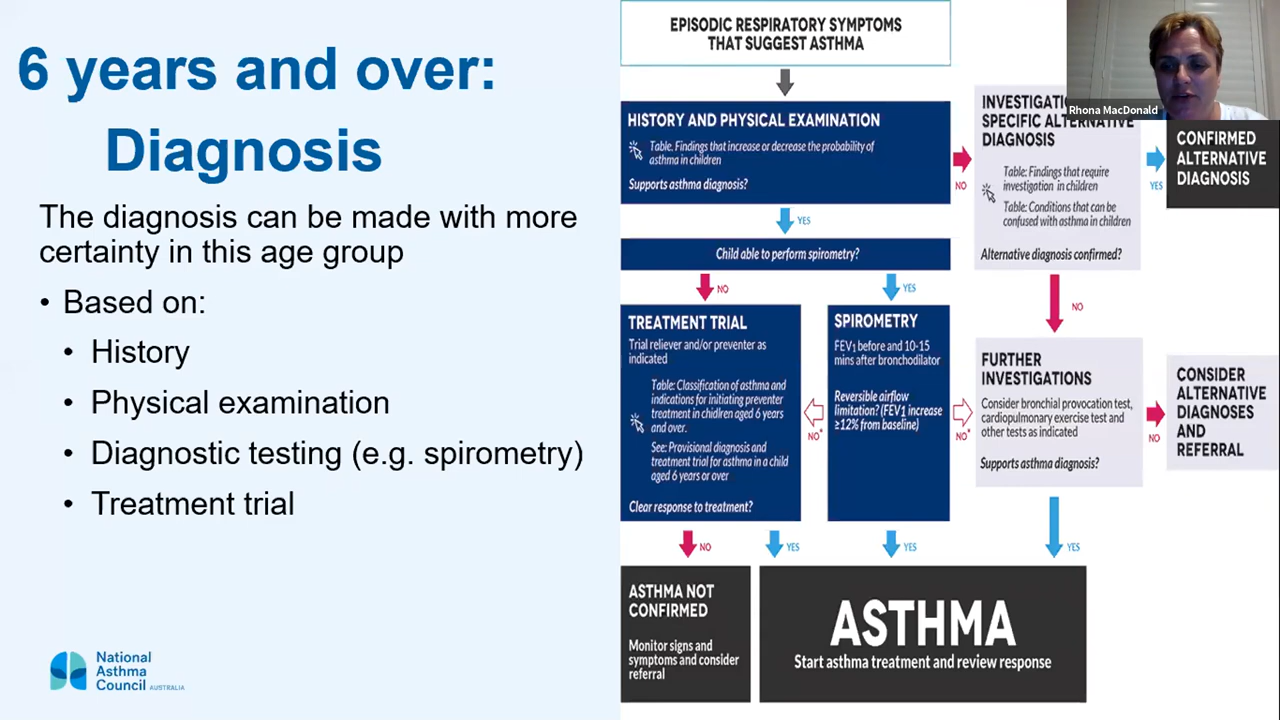 6 years and over:
Diagnosis
The diagnosis can be made with more
certainty in this age group
• Based on:
• History
• Physical examination
• Diagnostic testing (e.g. spirometry)
• Treatment trial
National
Asthma
Council AUSTRALIA
EPISODIC RESPIRATORY SYMPTOMS
THAT SUGGEST ASTHMA
HISTORY AND PHYSICAL EXAMINATION
Table. Findings that increase or decrease the probability of
asthma in children
Supports asthma diagnosis?
NO
YES
Child able to perform spirometry?
NO
YES
TREATMENT TRIAL
Trial reliever and/or preventer as
indicated
Table: Classification of asthma and
indications for initiating preventer
treatment in children aged 6 years
and over.
See: Provisional diagnosis and
treatment trial for asthma in a child
aged 6 years or over
Clear response to treatment?
NO*
SPIROMETRY
FEV1 before and 10-15
mins after bronchodilator
Reversible airflow
limitation? (FEV1 increase
≥12% from baseline)
NO*
NO
YES
YES
ASTHMA NOT
CONFIRMED
Monitor signs and
symptoms and consider
referral
ASTHMA
Start asthma treatment and review response
Rhona MacDonald
SPECIFIC ALTERNATIVE
DIAGNOSIS
Table: Findings that require
investigation in children
Table: Conditions that can be
confused with asthma in children
Alternative diagnosis confirmed?
YES
CONFIRMED
ALTERNATIVE
DIAGNOSIS
NO
FURTHER
INVESTIGATIONS
Consider bronchial provocation test,
cardiopulmonary exercise test and
other tests as indicated
Supports asthma diagnosis?
NO
CONSIDER
ALTERNATIVE
DIAGNOSES
AND
REFERRAL
YES